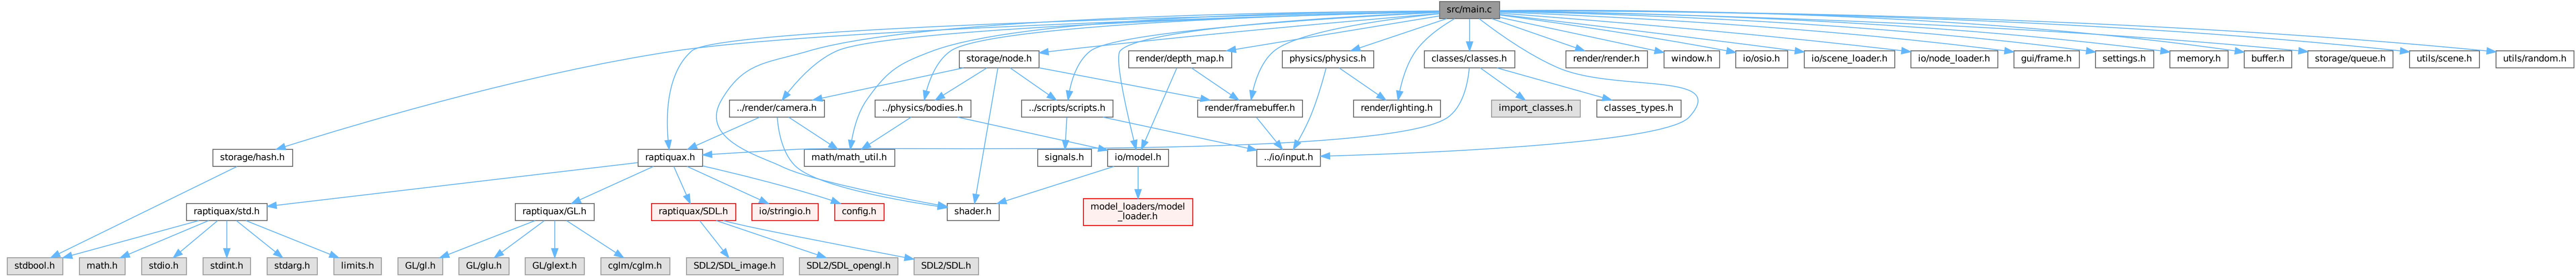 src/main.c
storage/node.h
render/depth_map.h
physics/physics.h
classes/classes.h
render/render.h
window.h
io/osio.h
io/scene_loader.h
io/node_loader.h
gui/frame.h
settings.h
memory.h
buffer.h
storage/queue.h
utils/scene.h
utils/random.h
../render/camera.h
../physics/bodies.h
../scripts/scripts.h
render/framebuffer.h
render/lighting.h
import_classes.h
classes_types.h
storage/hash.h
raptiquax.h
math/math_util.h
signals.h
io/model.h
../io/input.h
raptiquax/std.h
raptiquax/GL.h
raptiquax/SDL.h
io/stringio.h
config.h
shader.h
model_loaders/model
_loader.h
stdbool.h
math.h
stdio.h
stdint.h
stdarg.h
limits.h
GL/gl.h
GL/glu.h
GL/glext.h
cglm/cglm.h
SDL2/SDL_image.h
SDL2/SDL_opengl.h
SDL2/SDL.h